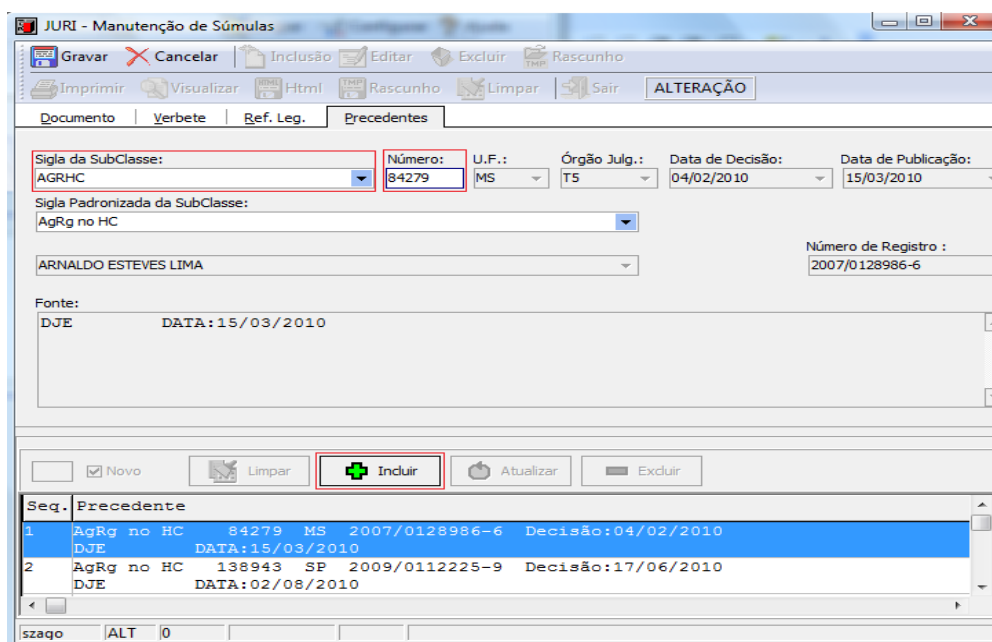 JURI - Manutenção de Súmulas
Gravar Cancelar Inclusão Editar Excluir TMP Rascunho
Imprimir Visualizar HTML Html TMP Rascunho Limpar Sair ALTERAÇÃO
Documento Verbete Ref. Leg. Precedentes
Sigla da SubClasse: Número: U.F.: Órgão Julg.: Data de Decisão: Data de Publicação:
AGRHC 84279 MS T5 04/02/2010 15/03/2010
Sigla Padronizada da SubClasse:
AgRg no HC
Número de Registro :
ARNALDO ESTEVES LIMA 2007/0128986-6
Fonte:
DJE DATA:15/03/2010
Novo Limpar Incluir Atualizar Excluir
Seq. Precedente
1 AgRg no HC 84279 MS 2007/0128986-6 Decisão:04/02/2010
DJE DATA:15/03/2010
2 AgRg no HC 138943 SP 2009/0112225-9 Decisão:17/06/2010
DJE DATA:02/08/2010
szago ALT 0